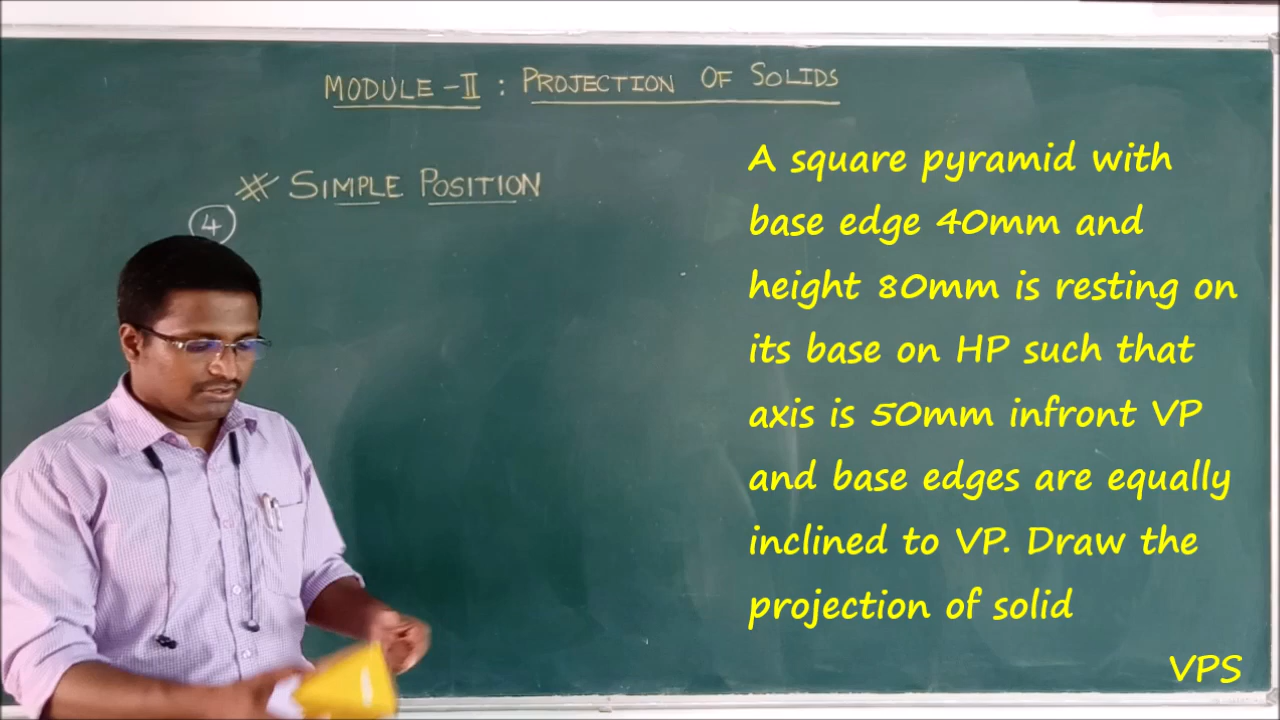 MODULE - II : PROJECTION OF SOLIDS
# SIMPLE POSITION
4
A square pyramid with
base edge 40mm and
height 80mm is resting on
its base on HP such that
axis is 50mm infront VP
and base edges are equally
inclined to VP. Draw the
projection of solid
VPS